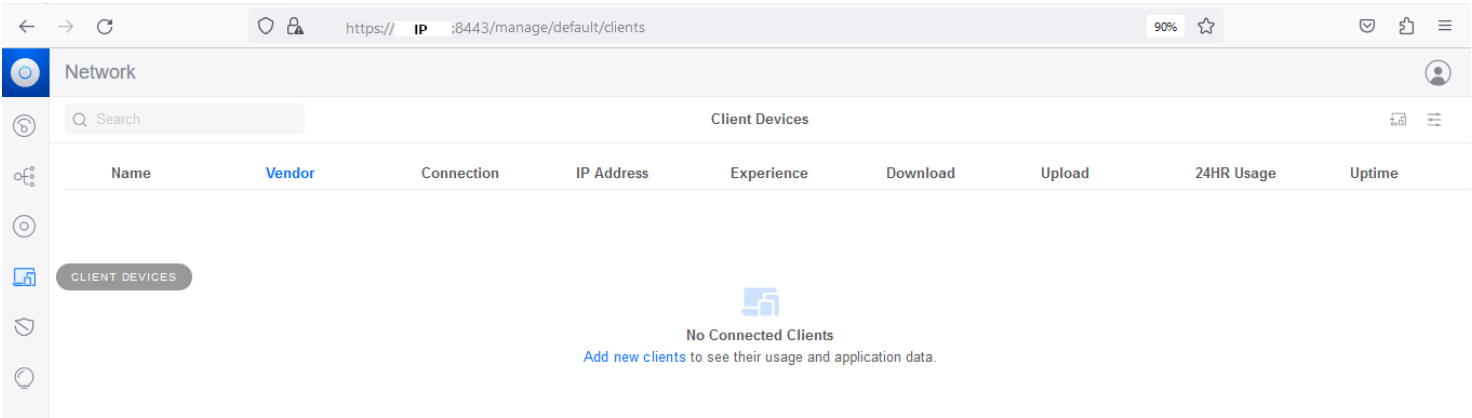 https:// IP :8443/manage/default/clients
90%
Network
Search
Client Devices
Name Vendor Connection IP Address Experience Download Upload 24HR Usage Uptime
CLIENT DEVICES
No Connected Clients
Add new clients to see their usage and application data.